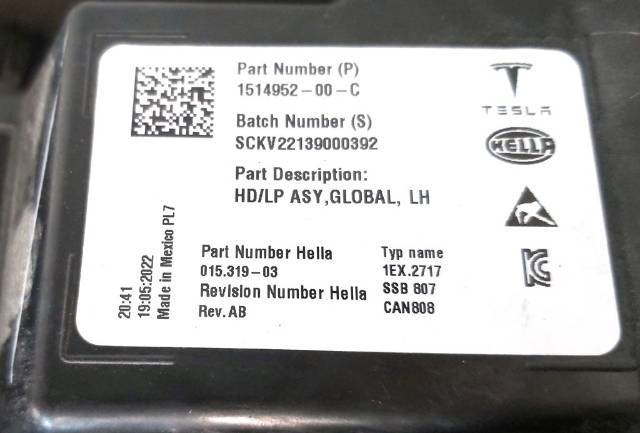 Part Number (P)
1514952-00-C
Batch Number (S)
SCKV22139000392
Part Description:
HD/LP ASY,GLOBAL, LH
TESLA
HELLA
Part Number Hella
015.319-03
Revision Number Hella
Rev.AB
Typ name
1EX.2717
SSB 807
CAN808
20:41
19:05:2022
Made in Mexico PL7